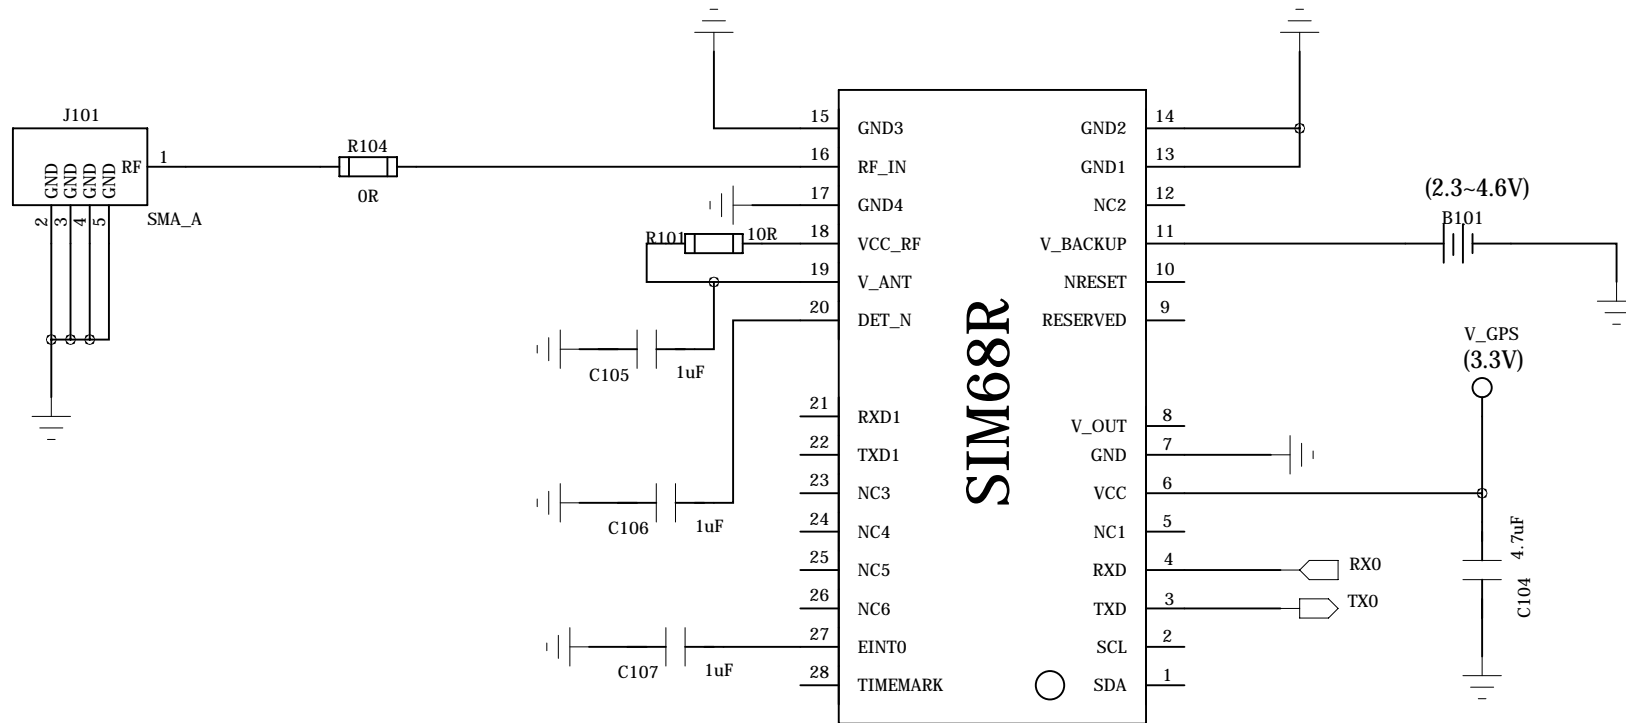 J101
RF
1
GND
GND
GND
GND
2
3
4
5
SMA_A
R104
0R
R101
10R
C105
1uF
C106
1uF
C107
1uF
15
GND3
16
RF_IN
17
GND4
18
VCC_RF
19
V_ANT
20
DET_N
21
RXD1
22
TXD1
23
NC3
24
NC4
25
NC5
26
NC6
27
EINT0
28
TIMEMARK
SIM68R
GND2
14
GND1
13
NC2
12
V_BACKUP
11
NRESET
10
RESERVED
9
V_OUT
8
GND
7
VCC
6
NC1
5
RXD
4
TXD
3
SCL
2
SDA
1
(2.3~4.6V)
B101
V_GPS
(3.3V)
RX0
TX0
C104
4.7uF